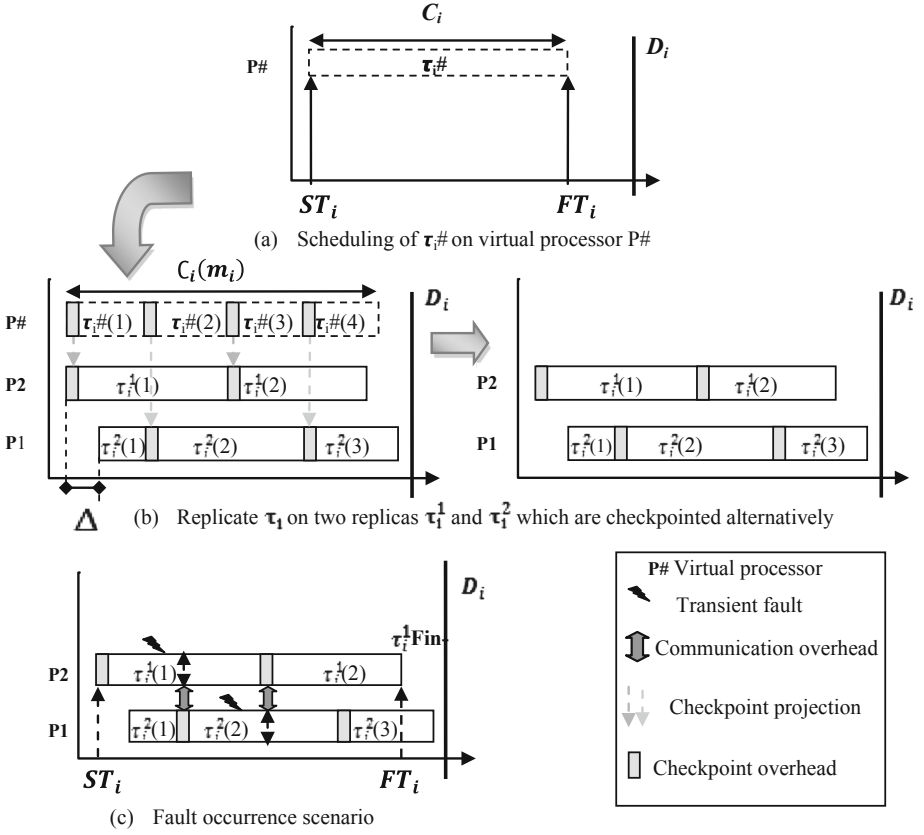 C_i
D_i
P#
τ_i#
ST_i
FT_i
(a) Scheduling of τ_i# on virtual processor P#
C_i(m_i)
D_i
P#
τ_i#(1)
τ_i#(2)
τ_i#(3)
τ_i#(4)
P2
τ_i^1(1)
τ_i^1(2)
P1
τ_i^2(1)
τ_i^2(2)
τ_i^2(3)
Δ
D_i
P2
τ_i^1(1)
τ_i^1(2)
P1
τ_i^2(1)
τ_i^2(2)
τ_i^2(3)
(b) Replicate τ_1 on two replicas τ_1^1 and τ_1^2 which are checkpointed alternatively
D_i
τ_i^1Fin
P2
τ_i^1(1)
τ_i^1(2)
P1
τ_i^2(1)
τ_i^2(2)
τ_i^2(3)
ST_i
FT_i
(c) Fault occurrence scenario
P# Virtual processor
Transient fault
Communication overhead
Checkpoint projection
Checkpoint overhead